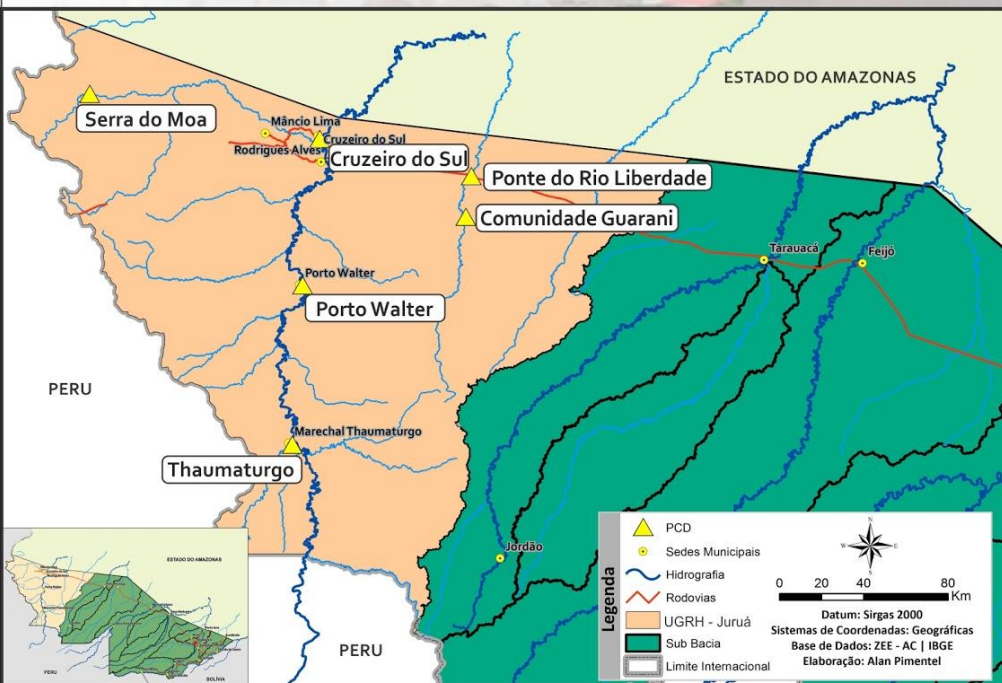 ESTADO DO AMAZONAS
Serra do Moa
Mâncio Lima
Cruzeiro do Sul
Rodrigues Alves
Cruzeiro do Sul
Ponte do Rio Liberdade
Comunidade Guarani
Tarauacá
Feijó
Porto Walter
Porto Walter
PERU
Marechal Thaumaturgo
Thaumaturgo
Jordão
PERU
ESTADO DO AMAZONAS
PERU
BOLÍVIA
Legenda
PCD
Sedes Municipais
Hidrografia
Rodovias
UGRH - Juruá
Sub Bacia
Limite Internacional
N
W
E
S
0 20 40 80
Km
Datum: Sirgas 2000
Sistemas de Coordenadas: Geográficas
Base de Dados: ZEE - AC | IBGE
Elaboração: Alan Pimentel